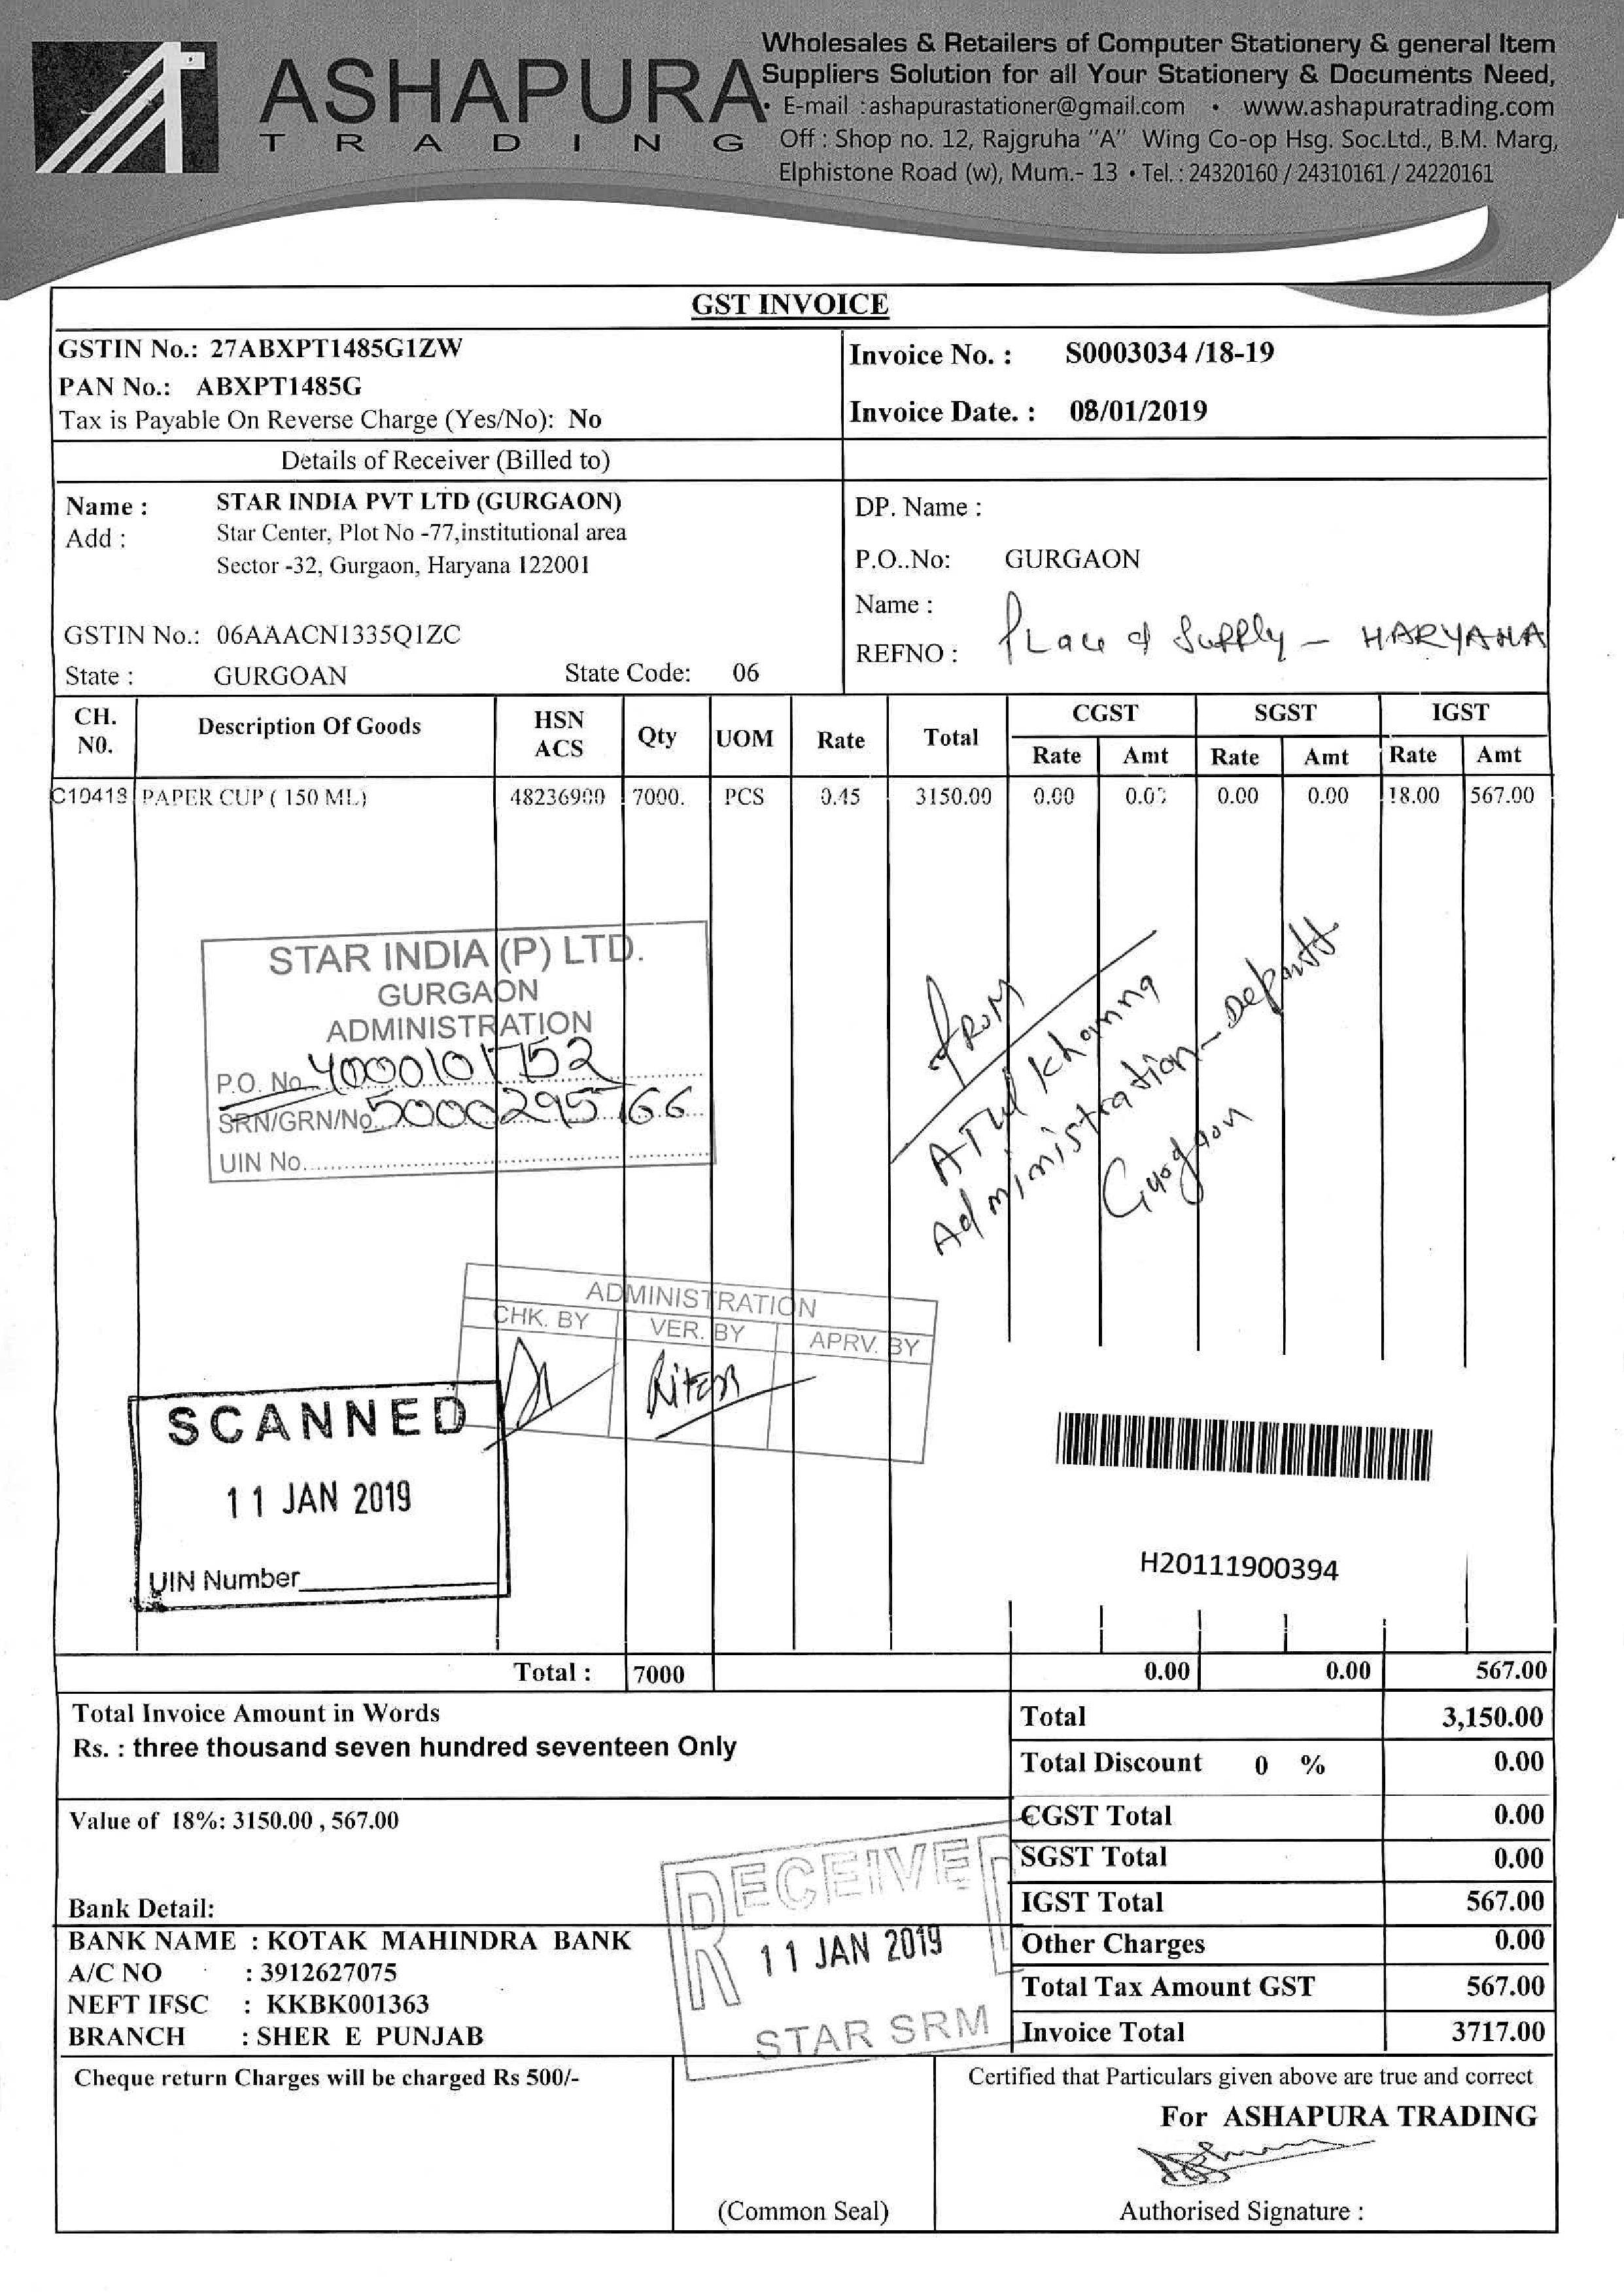 Wholesales & Retailers of Computer Stationery & general Item
Suppliers Solution for all Your Stationery & Documents Need,
ASHAPURA
TRADING
• E-mail : ashapurastationer@gmail.com • www.ashapuratrading.com
Off : Shop no. 12, Rajgruha "A" Wing Co-op Hsg. Soc.Ltd., B.M. Marg,
Elphistone Road (w), Mum.- 13 • Tel. : 24320160 / 24310161 / 24220161
GST INVOICE
GSTIN No.: 27ABXPT1485G1ZW
PAN No.: ABXPT1485G
Tax is Payable On Reverse Charge (Yes/No): No
Invoice No. : S0003034 /18-19
Invoice Date. : 08/01/2019
Details of Receiver (Billed to)
Name : STAR INDIA PVT LTD (GURGAON)
Add : Star Center, Plot No -77,institutional area
Sector -32, Gurgaon, Haryana 122001
GSTIN No.: 06AAACN1335Q1ZC
State : GURGOAN State Code: 06
DP. Name :
P.O..No: GURGAON
Name :
REFNO :
Place of Supply - HARYANA
CH. N0. Description Of Goods HSN ACS Qty UOM Rate Total CGST SGST IGST
Rate Amt Rate Amt Rate Amt
C10413 PAPER CUP ( 150 ML) 48236900 7000. PCS 0.45 3150.00 0.00 0.00 0.00 0.00 18.00 567.00
STAR INDIA (P) LTD.
GURGAON
ADMINISTRATION
P.O. No. 4000101752
SRN/GRN/No. 5000295166
UIN No.
FROM
ATUL Khanna
Administration - Departt
Gurgaon
ADMINISTRATION
CHK. BY VER. BY APRV. BY
Ritesh
SCANNED
11 JAN 2019
UIN Number
H20111900394
Total : 7000 0.00 0.00 567.00
Total Invoice Amount in Words
Rs. : three thousand seven hundred seventeen Only
Total 3,150.00
Total Discount 0 % 0.00
Value of 18%: 3150.00 , 567.00
CGST Total 0.00
SGST Total 0.00
IGST Total 567.00
Other Charges 0.00
Total Tax Amount GST 567.00
Invoice Total 3717.00
RECEIVED
11 JAN 2019
STAR SRM
Bank Detail:
BANK NAME : KOTAK MAHINDRA BANK
A/C NO : 3912627075
NEFT IFSC : KKBK001363
BRANCH : SHER E PUNJAB
Cheque return Charges will be charged Rs 500/-
(Common Seal)
Certified that Particulars given above are true and correct
For ASHAPURA TRADING
Authorised Signature :